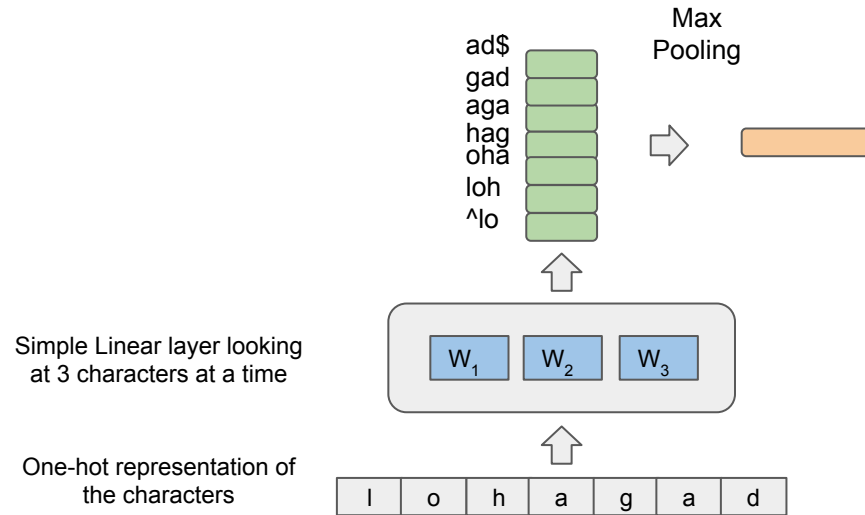 Max
Pooling
ad$
gad
aga
hag
oha
loh
^lo
W1 W2 W3
Simple Linear layer looking
at 3 characters at a time
One-hot representation of
the characters
l o h a g a d